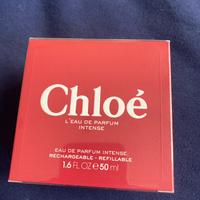 Chloé
L'EAU DE PARFUM
INTENSE
EAU DE PARFUM INTENSE
RECHARGEABLE - REFILLABLE
1.6 FL.OZ e 50 ml